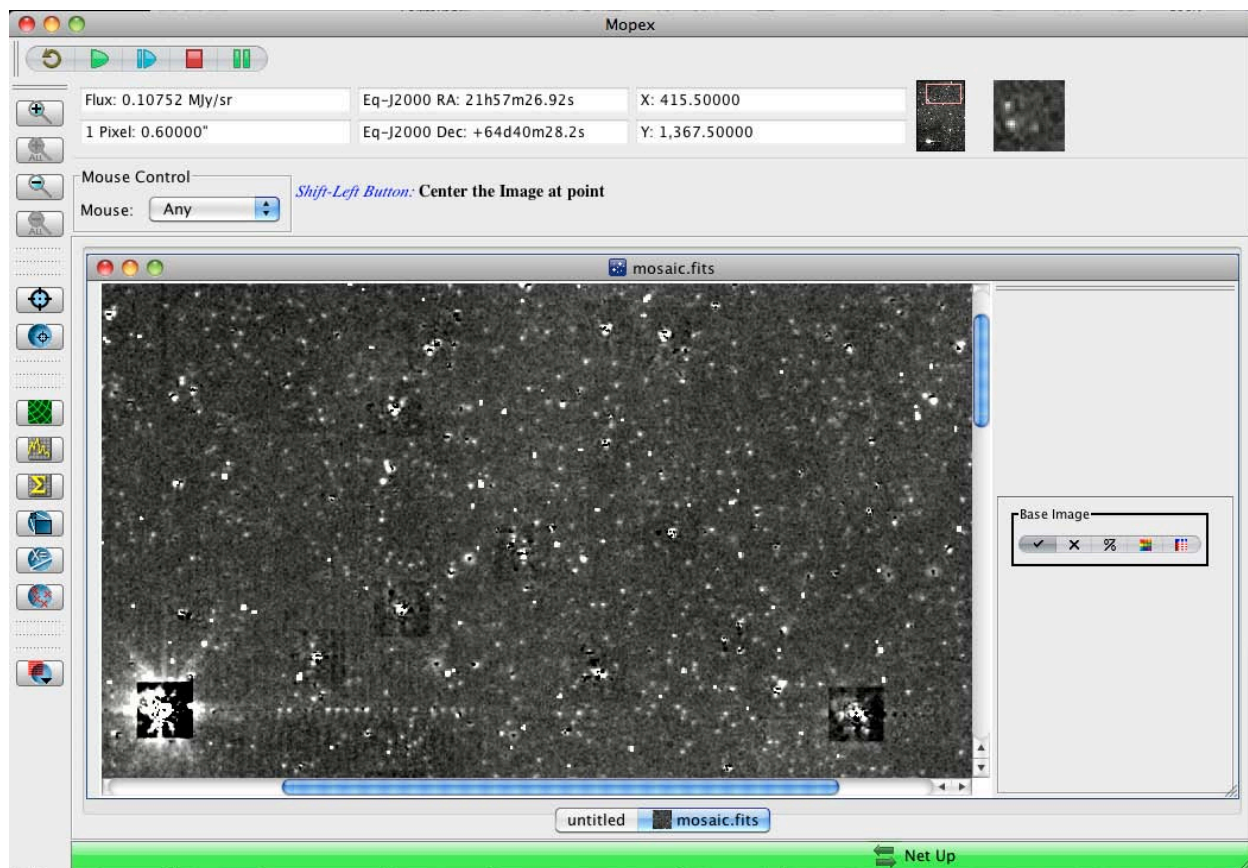 Mopex
Flux: 0.10752 MJy/sr
Eq-J2000 RA: 21h57m26.92s
X: 415.50000
1 Pixel: 0.60000"
Eq-J2000 Dec: +64d40m28.2s
Y: 1,367.50000
ALL
Mouse Control
Mouse: Any
Shift-Left Button: Center the Image at point
ALL
mosaic.fits
Base Image
%
untitled
mosaic.fits
Net Up